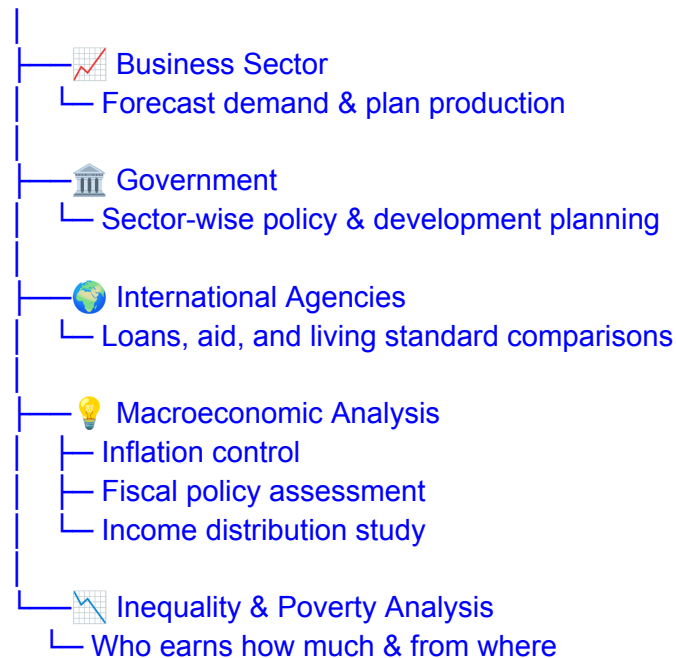 📈 Business Sector
Forecast demand & plan production
🏛️ Government
Sector-wise policy & development planning
🌍 International Agencies
Loans, aid, and living standard comparisons
💡 Macroeconomic Analysis
Inflation control
Fiscal policy assessment
Income distribution study
📉 Inequality & Poverty Analysis
Who earns how much & from where